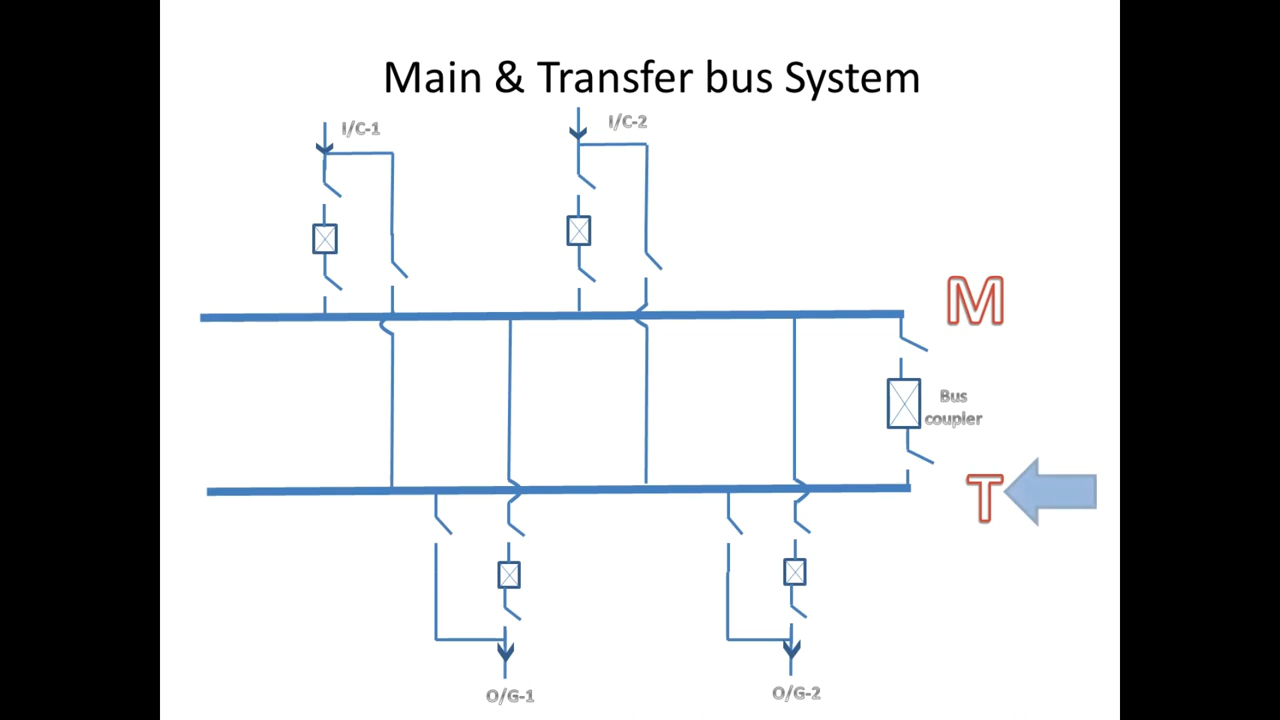 Main & Transfer bus System
I/C-1
I/C-2
M
Bus
coupler
T
O/G-1
O/G-2